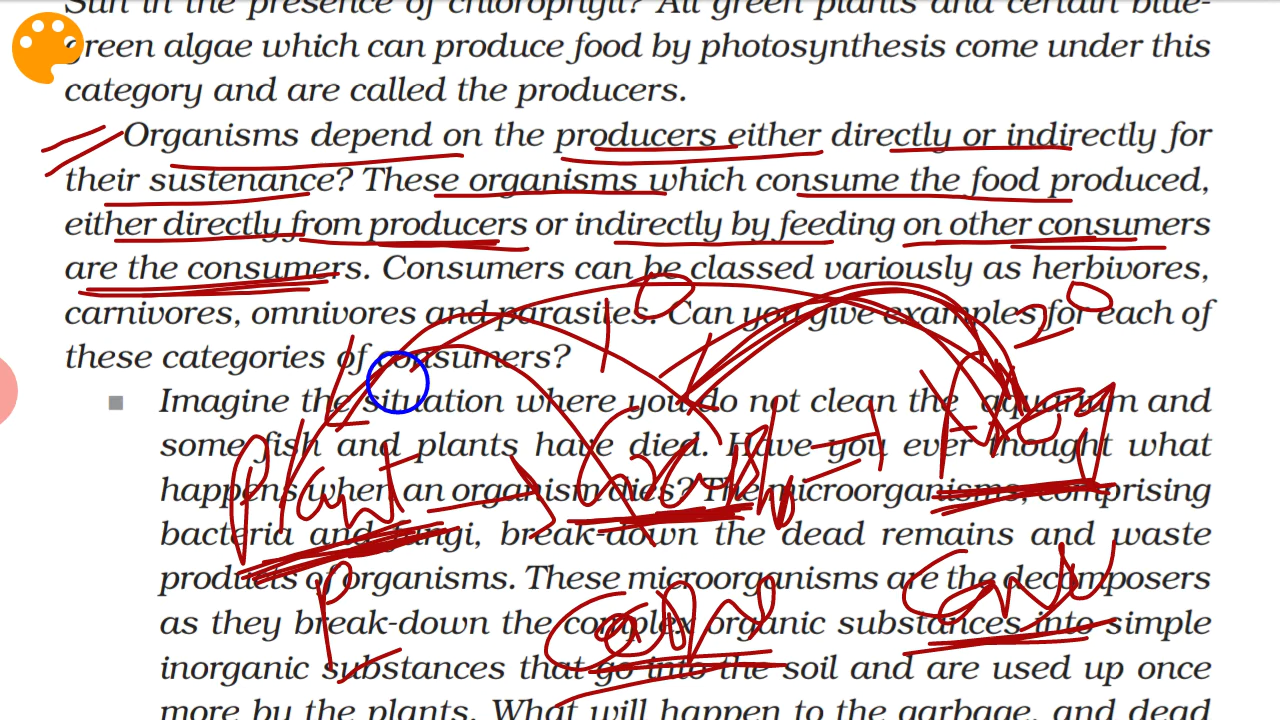 Sun in the presence of chlorophyll? All green plants and certain blue-
green algae which can produce food by photosynthesis come under this
category and are called the producers.
Organisms depend on the producers either directly or indirectly for
their sustenance? These organisms which consume the food produced,
either directly from producers or indirectly by feeding on other consumers
are the consumers. Consumers can be classed variously as herbivores,
carnivores, omnivores and parasites. Can you give examples for each of
these categories of consumers?
Imagine the situation where you do not clean the aquarium and
some fish and plants have died. Have you ever thought what
happens when an organism dies? The microorganisms, comprising
bacteria and fungi, break-down the dead remains and waste
products of organisms. These microorganisms are the decomposers
as they break-down the complex organic substances into simple
inorganic substances that go into the soil and are used up once
more by the plants. What will happen to the garbage, and dead
plant
P